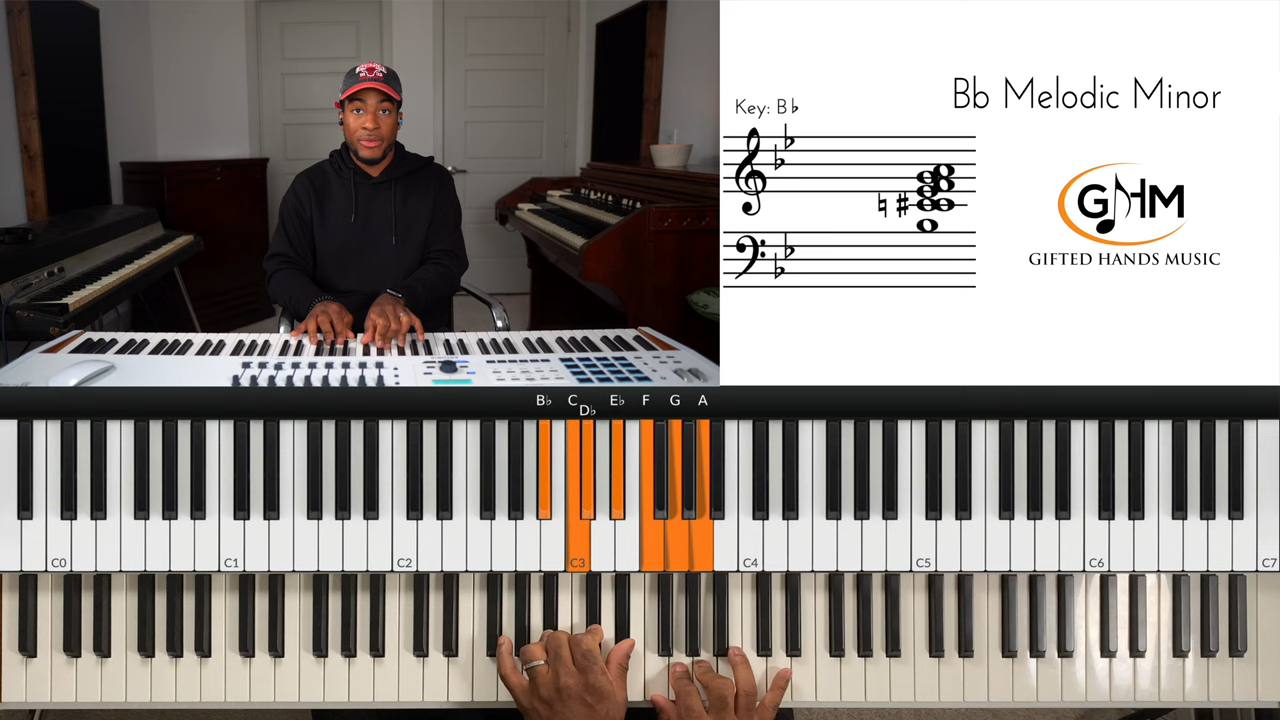 Bb Melodic Minor
Key: B♭
GHM
GIFTED HANDS MUSIC
B♭ C D♭ E♭ F G A
C0 C1 C2 C3 C4 C5 C6 C7